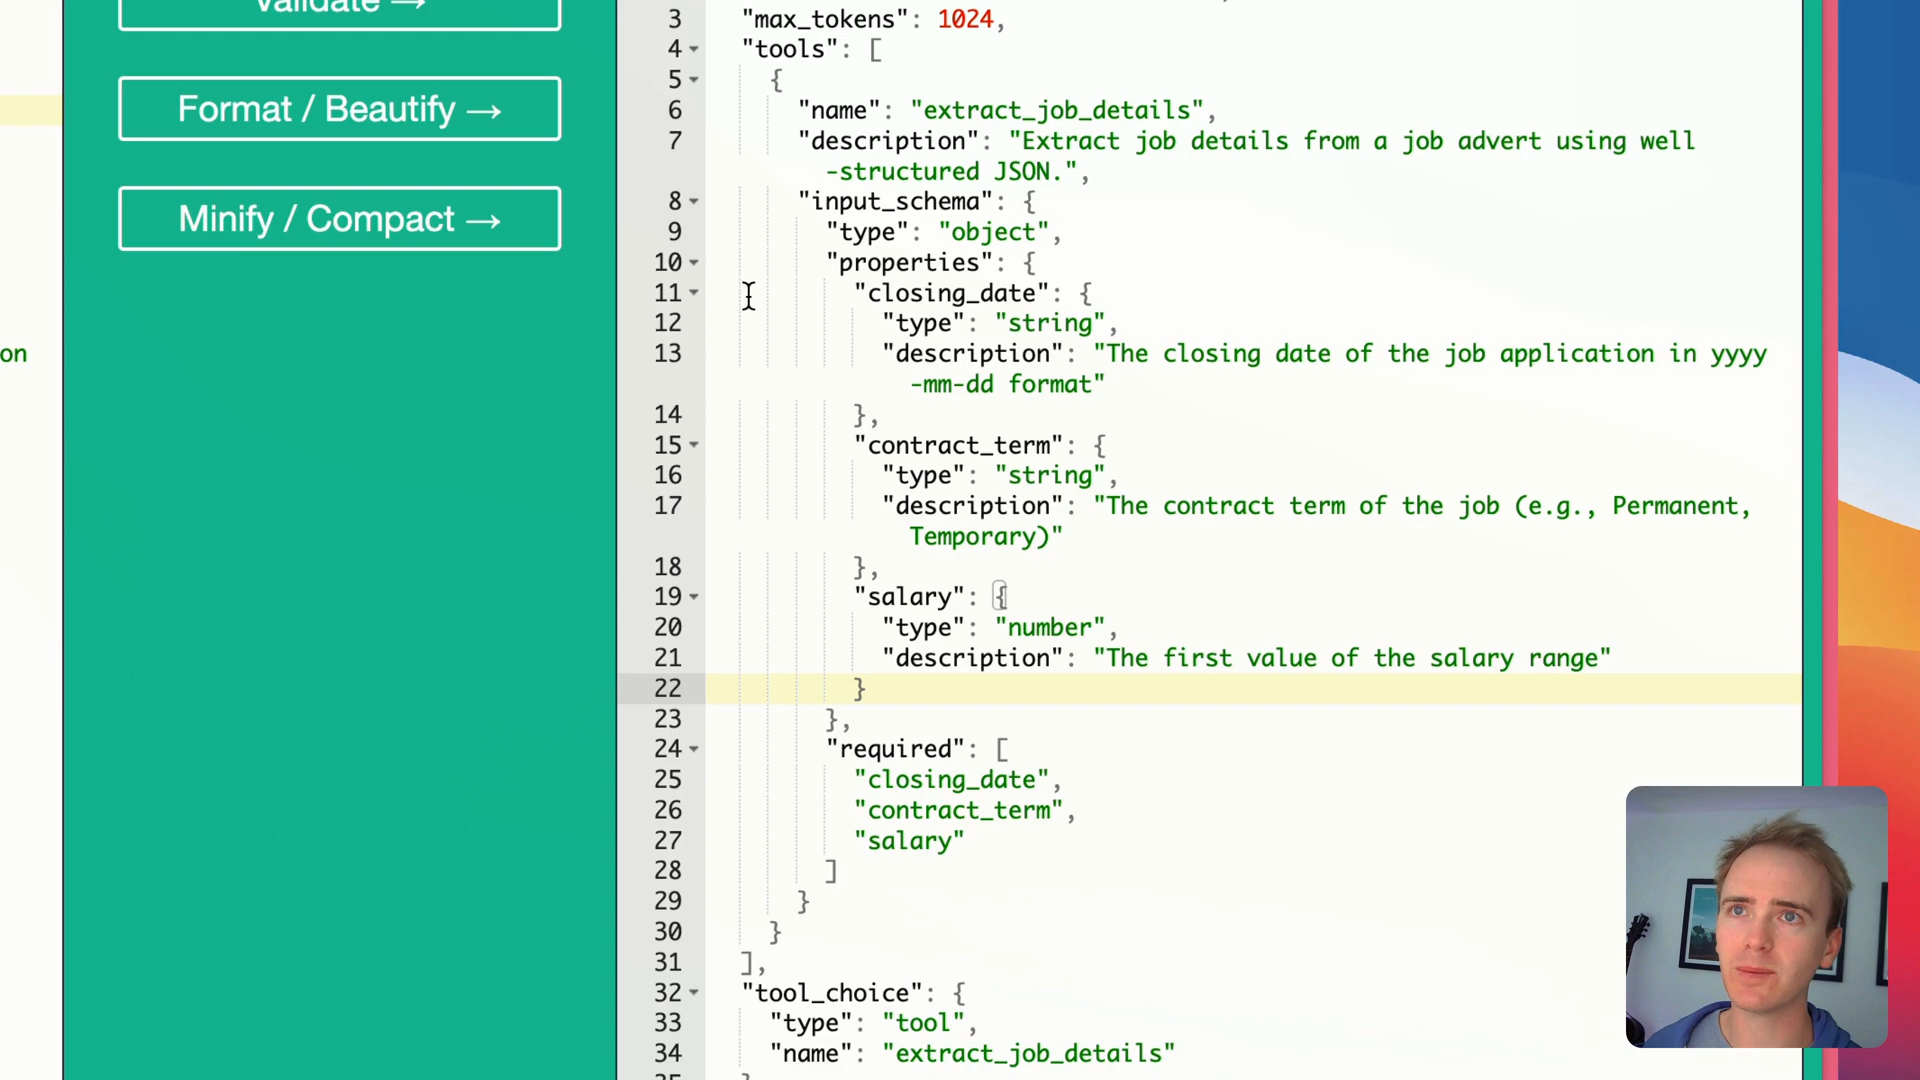 Validate →
Format / Beautify →
Minify / Compact →
on
3 "max_tokens": 1024,
4 "tools": [
5 {
6 "name": "extract_job_details",
7 "description": "Extract job details from a job advert using well
-structured JSON.",
8 "input_schema": {
9 "type": "object",
10 "properties": {
11 "closing_date": {
12 "type": "string",
13 "description": "The closing date of the job application in yyyy
-mm-dd format"
14 },
15 "contract_term": {
16 "type": "string",
17 "description": "The contract term of the job (e.g., Permanent,
Temporary)"
18 },
19 "salary": {
20 "type": "number",
21 "description": "The first value of the salary range"
22 }
23 },
24 "required": [
25 "closing_date",
26 "contract_term",
27 "salary"
28 ]
29 }
30 }
31 ],
32 "tool_choice": {
33 "type": "tool",
34 "name": "extract_job_details"